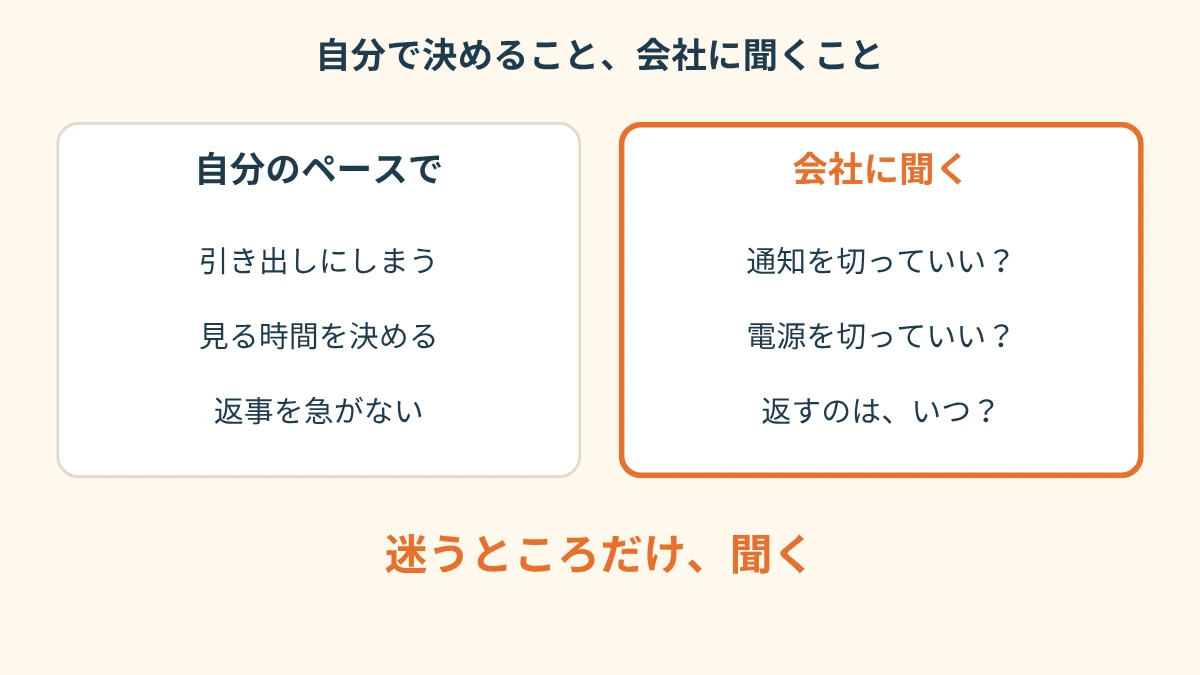 自分で決めること、会社に聞くこと
自分のペースで
引き出しにしまう
見る時間を決める
返事を急がない
会社に聞く
通知を切っていい？
電源を切っていい？
返すのは、いつ？
迷うところだけ、聞く